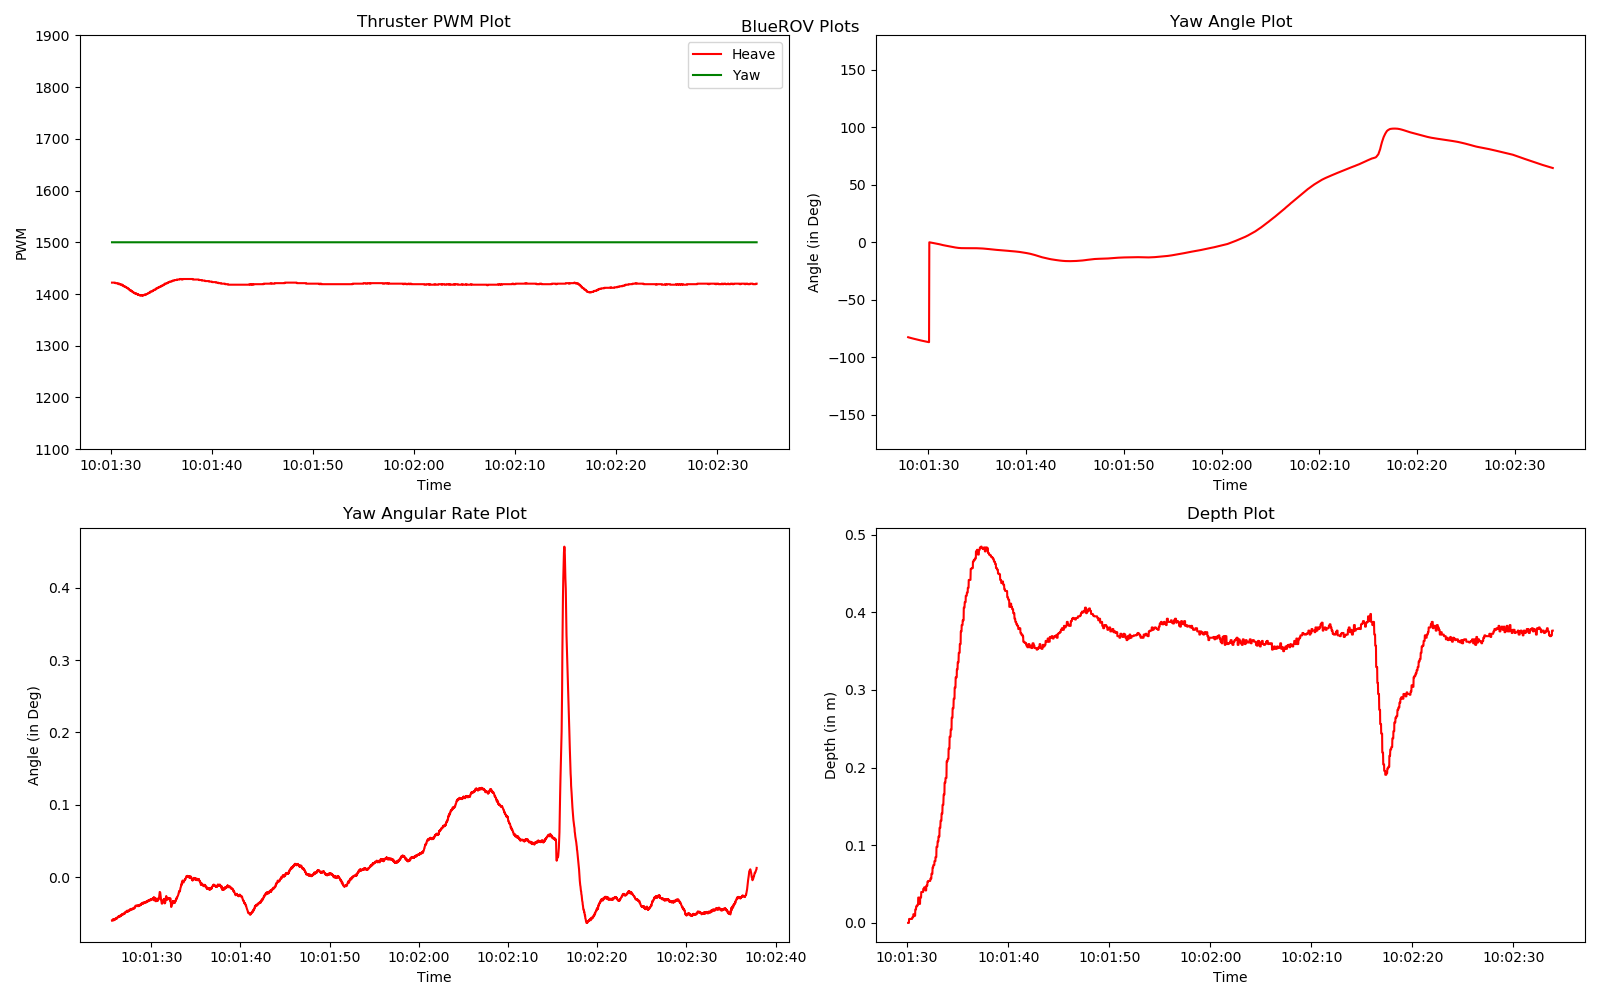 BlueROV Plots
Thruster PWM Plot
PWM
1900
1800
1700
1600
1500
1400
1300
1200
1100
Heave
Yaw
10:01:30 10:01:40 10:01:50 10:02:00 10:02:10 10:02:20 10:02:30
Time
Yaw Angle Plot
Angle (in Deg)
150
100
50
0
−50
−100
−150
10:01:30 10:01:40 10:01:50 10:02:00 10:02:10 10:02:20 10:02:30
Time
Yaw Angular Rate Plot
Angle (in Deg)
0.4
0.3
0.2
0.1
0.0
10:01:30 10:01:40 10:01:50 10:02:00 10:02:10 10:02:20 10:02:30 10:02:40
Time
Depth Plot
Depth (in m)
0.5
0.4
0.3
0.2
0.1
0.0
10:01:30 10:01:40 10:01:50 10:02:00 10:02:10 10:02:20 10:02:30
Time